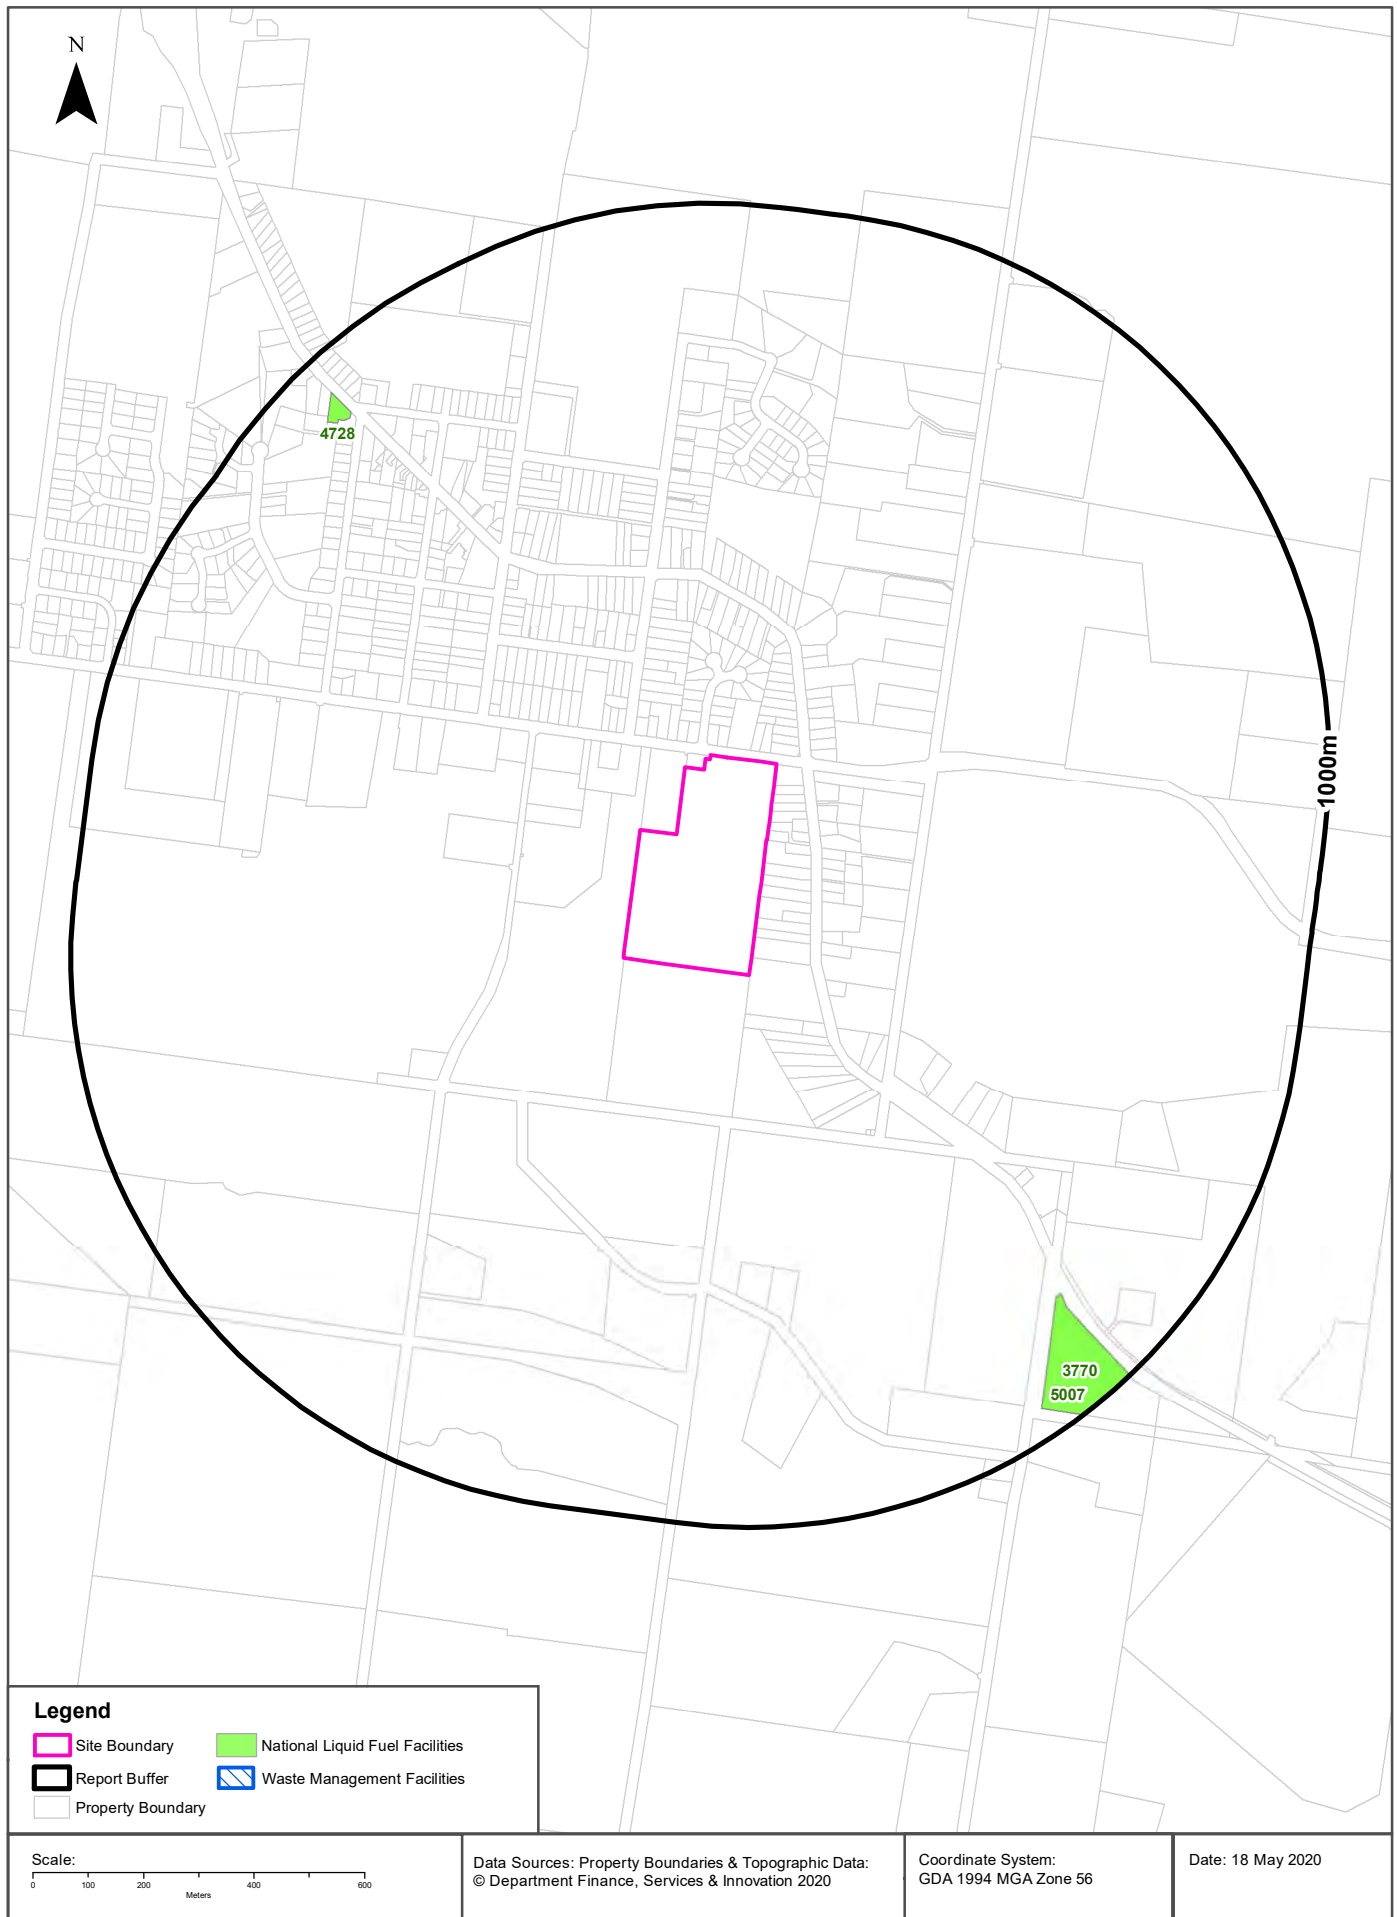 N
4728
1000m
3770
5007
Legend
Site Boundary
National Liquid Fuel Facilities
Report Buffer
Waste Management Facilities
Property Boundary
Scale:
0 100 200 400 600
Meters
Data Sources: Property Boundaries & Topographic Data:
© Department Finance, Services & Innovation 2020
Coordinate System:
GDA 1994 MGA Zone 56
Date: 18 May 2020